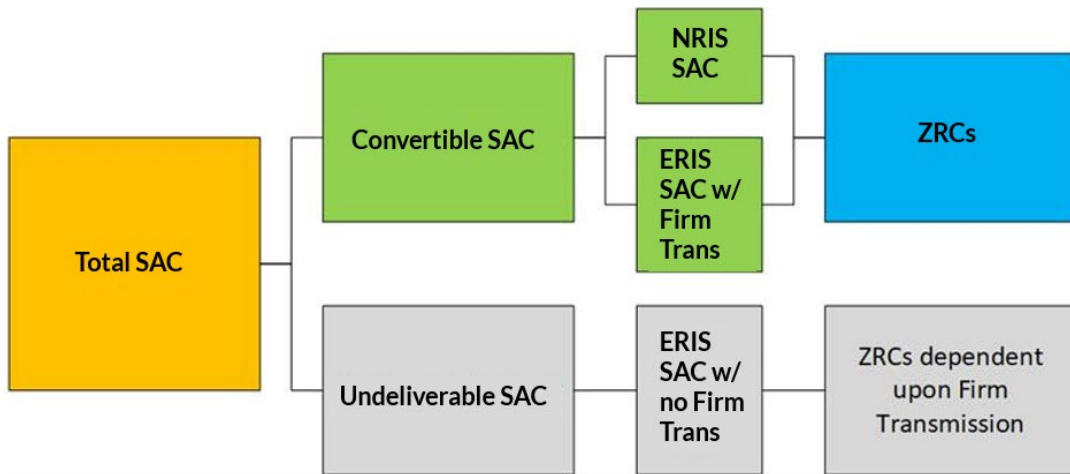 NRIS
SAC
Convertible SAC
ZRCs
ERIS
SAC w/
Firm
Trans
Total SAC
Undeliverable SAC
ERIS
SAC w/
no Firm
Trans
ZRCs dependent
upon Firm
Transmission